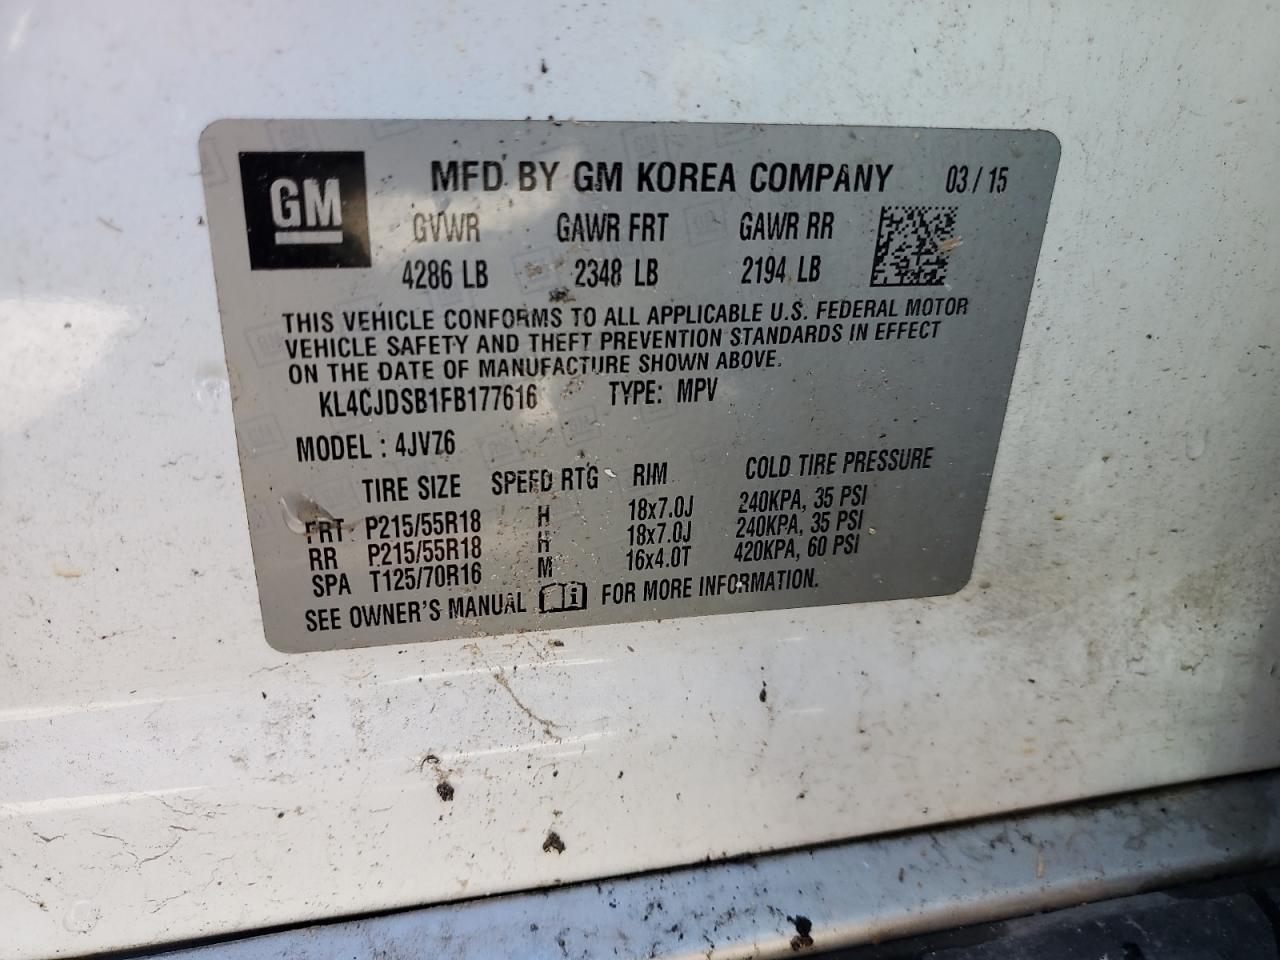 GM
MFD BY GM KOREA COMPANY 03/15
GVWR GAWR FRT GAWR RR
4286 LB 2348 LB 2194 LB
THIS VEHICLE CONFORMS TO ALL APPLICABLE U.S. FEDERAL MOTOR
VEHICLE SAFETY AND THEFT PREVENTION STANDARDS IN EFFECT
ON THE DATE OF MANUFACTURE SHOWN ABOVE.
KL4CJDSB1FB177616 TYPE: MPV
MODEL : 4JV76
TIRE SIZE SPEED RTG RIM COLD TIRE PRESSURE
FRT P215/55R18 H 18x7.0J 240KPA, 35 PSI
RR P215/55R18 H 18x7.0J 240KPA, 35 PSI
SPA T125/70R16 M 16x4.0T 420KPA, 60 PSI
SEE OWNER'S MANUAL i FOR MORE INFORMATION.